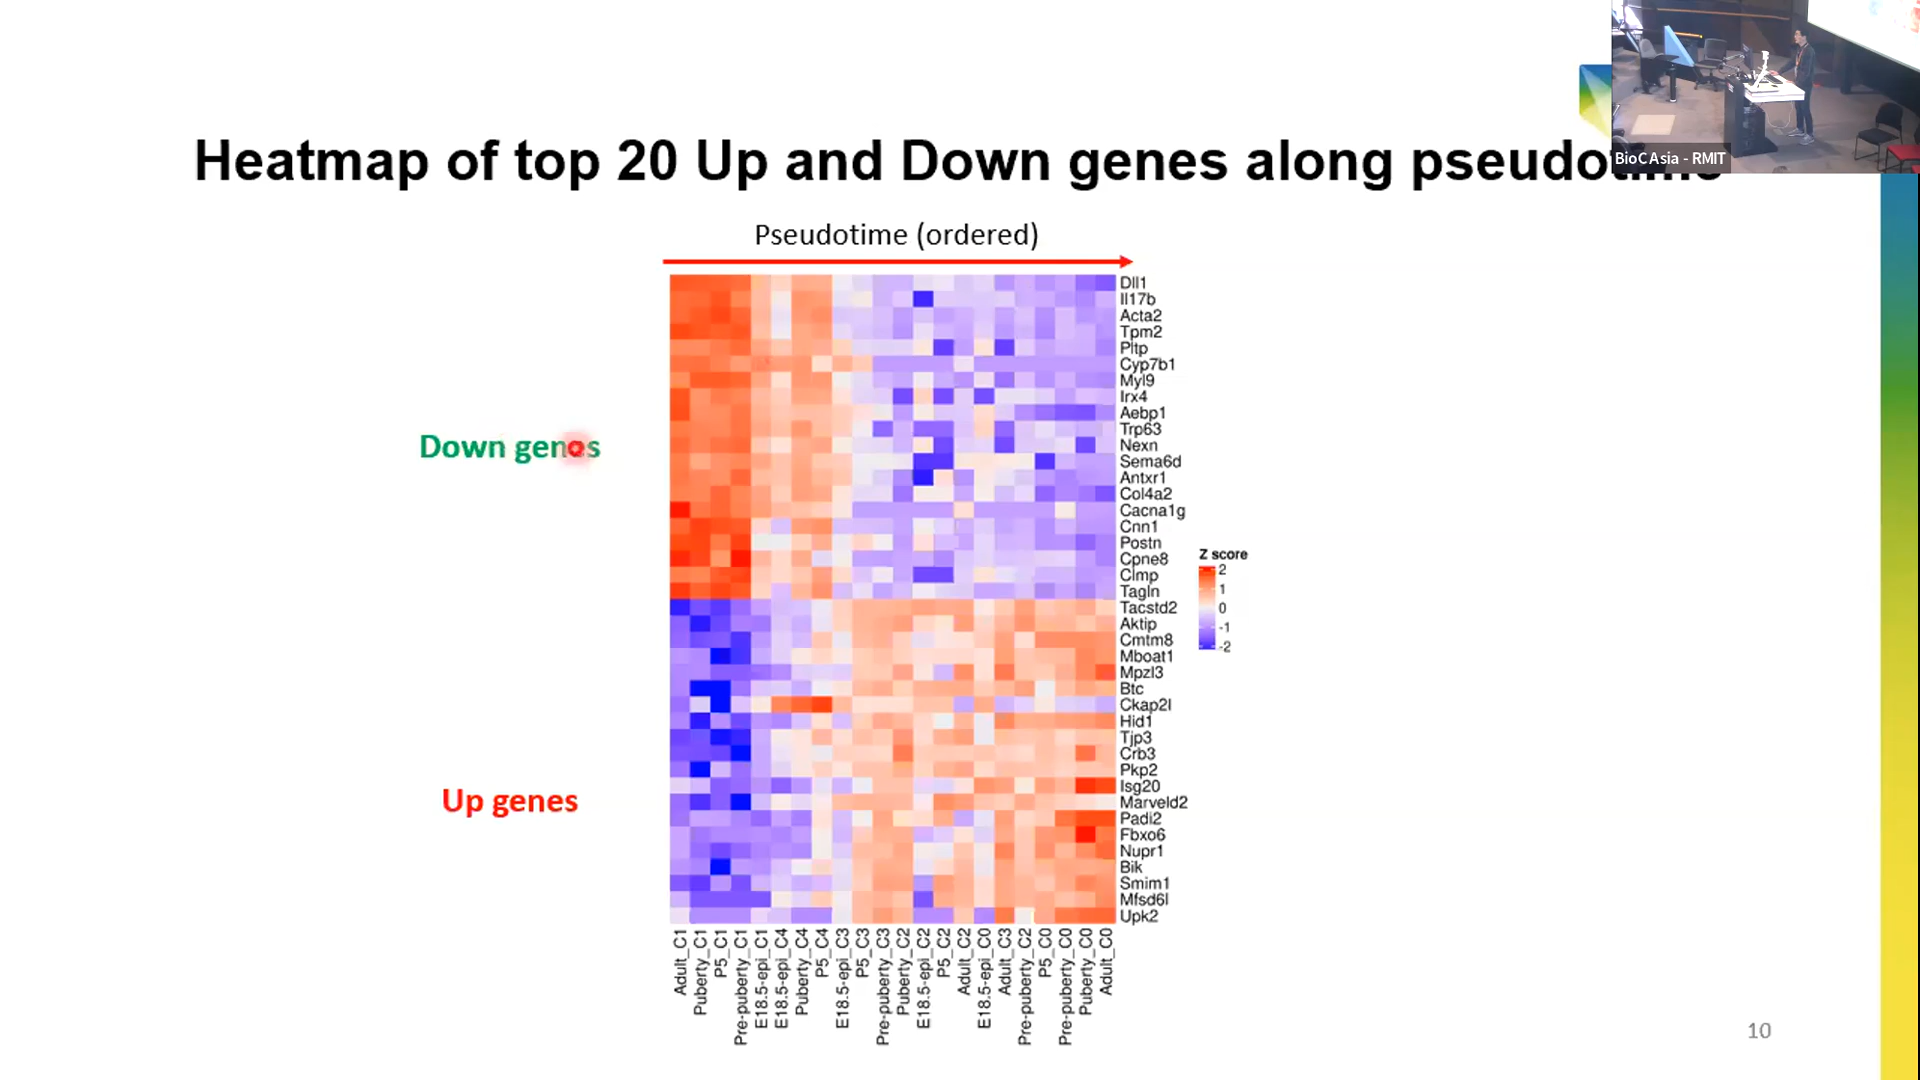 Heatmap of top 20 Up and Down genes along pseudotime
BioC Asia - RMIT
Pseudotime (ordered)
Dll1
Il17b
Acta2
Tpm2
Pltp
Cyp7b1
Myl9
Irx4
Aebp1
Down genes
Trp63
Nexn
Sema6d
Antxr1
Col4a2
Cacna1g
Cnn1
Postn
Cpne8
Clmp
Tagln
Z score
2
1
0
-1
-2
Tacstd2
Aktip
Cmtm8
Mboat1
Mpzl3
Btc
Ckap2l
Hid1
Tjp3
Crb3
Pkp2
Isg20
Up genes
Marveld2
Padi2
Fbxo6
Nupr1
Bik
Smim1
Mfsd6l
Upk2
Adult_C1
Puberty_C1
P5_C1
Pre-puberty_C1
E18.5-epi_C1
E18.5-epi_C4
Puberty_C4
P5_C4
E18.5-epi_C3
P5_C3
Pre-puberty_C3
Puberty_C2
E18.5-epi_C2
P5_C2
Adult_C2
E18.5-epi_C0
Adult_C3
Pre-puberty_C2
P5_C0
Pre-puberty_C0
Puberty_C0
Adult_C0
10